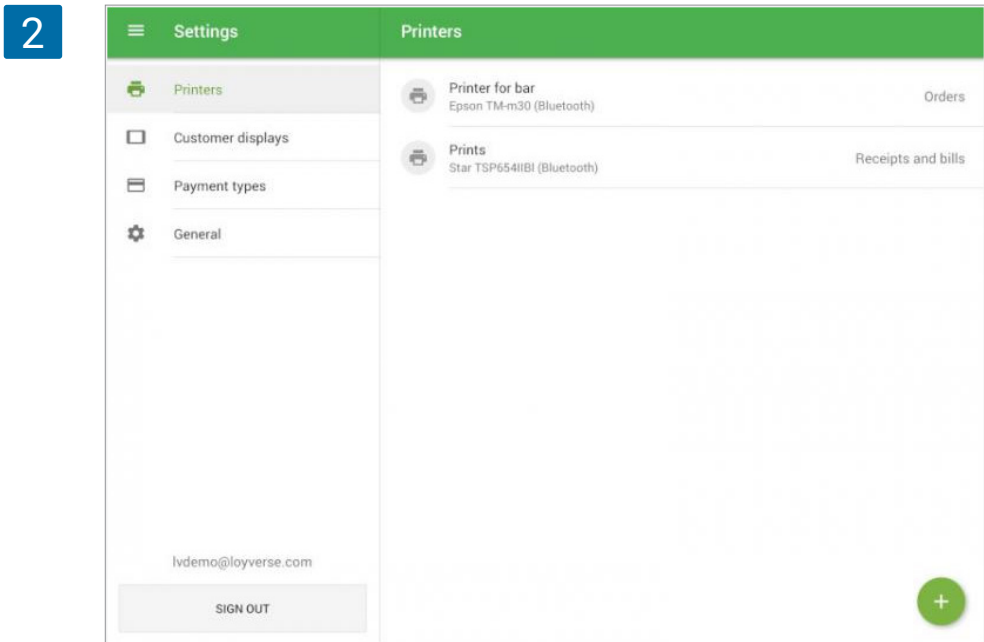 2
Settings
Printers
Printers
Customer displays
Payment types
General
lvdemo@loyverse.com
SIGN OUT
Printer for bar
Epson TM-m30 (Bluetooth)
Orders
Prints
Star TSP654IIBI (Bluetooth)
Receipts and bills
+